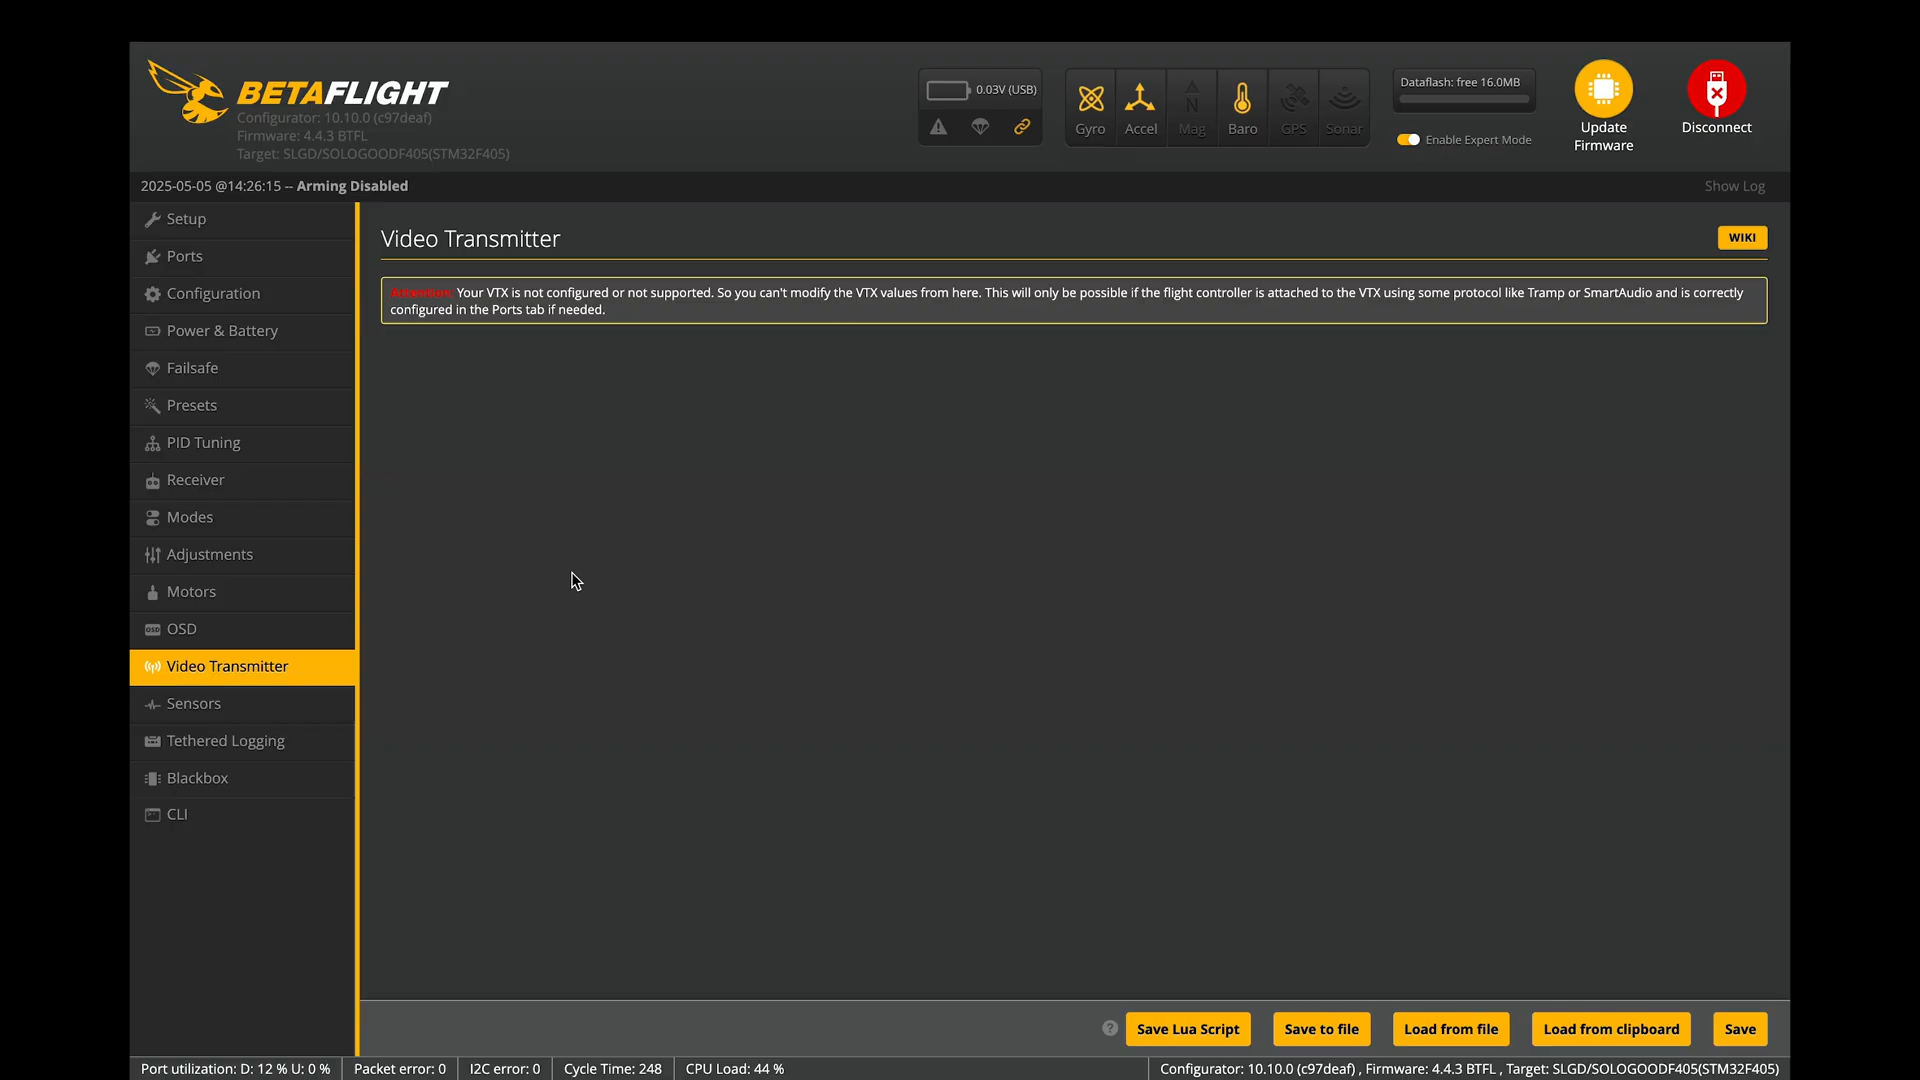 BETAFLIGHT
Configurator: 10.10.0 (c97deaf)
Firmware: 4.4.3 BTFL
Target: SLGD/SOLOGOODF405(STM32F405)
0.03V (USB)
Gyro
Accel
Mag
Baro
GPS
Sonar
Dataflash: free 16.0MB
Enable Expert Mode
Update
Firmware
Disconnect
2025-05-05 @14:26:15 -- Arming Disabled
Show Log
Setup
Ports
Configuration
Power & Battery
Failsafe
Presets
PID Tuning
Receiver
Modes
Adjustments
Motors
OSD
Video Transmitter
Sensors
Tethered Logging
Blackbox
CLI
Video Transmitter
WIKI
Your VTX is not configured or not supported. So you can't modify the VTX values from here. This will only be possible if the flight controller is attached to the VTX using some protocol like Tramp or SmartAudio and is correctly
configured in the Ports tab if needed.
Save Lua Script
Save to file
Load from file
Load from clipboard
Save
Port utilization: D: 12 % U: 0 %
Packet error: 0
I2C error: 0
Cycle Time: 248
CPU Load: 44 %
Configurator: 10.10.0 (c97deaf) , Firmware: 4.4.3 BTFL , Target: SLGD/SOLOGOODF405(STM32F405)